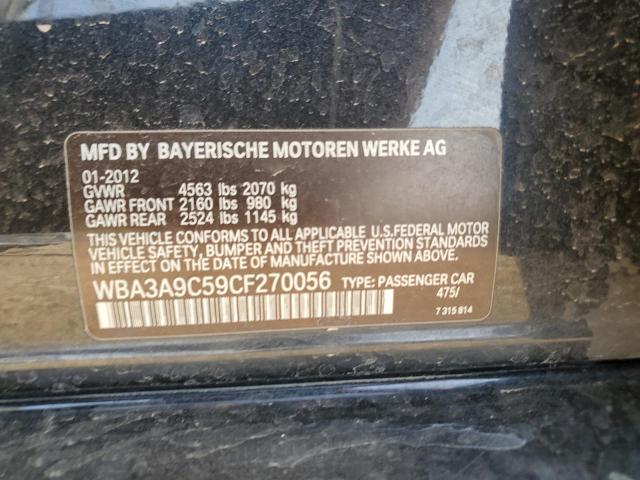 MFD BY BAYERISCHE MOTOREN WERKE AG
01-2012
GVWR 4563 lbs 2070 kg
GAWR FRONT 2160 lbs 980 kg
GAWR REAR 2524 lbs 1145 kg
THIS VEHICLE CONFORMS TO ALL APPLICABLE U.S.FEDERAL MOTOR
VEHICLE SAFETY, BUMPER AND THEFT PREVENTION STANDARDS
IN EFFECT ON THE DATE OF MANUFACTURE SHOWN ABOVE.
WBA3A9C59CF270056 TYPE: PASSENGER CAR
475/
7 315 814